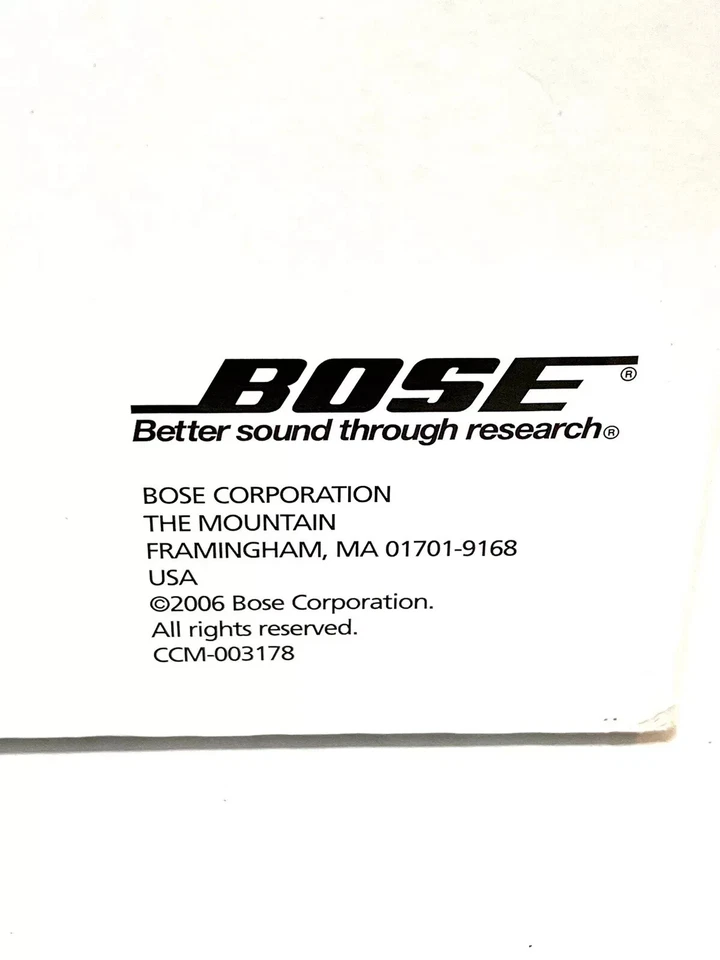 BOSE®
Better sound through research®
BOSE CORPORATION
THE MOUNTAIN
FRAMINGHAM, MA 01701-9168
USA
©2006 Bose Corporation.
All rights reserved.
CCM-003178